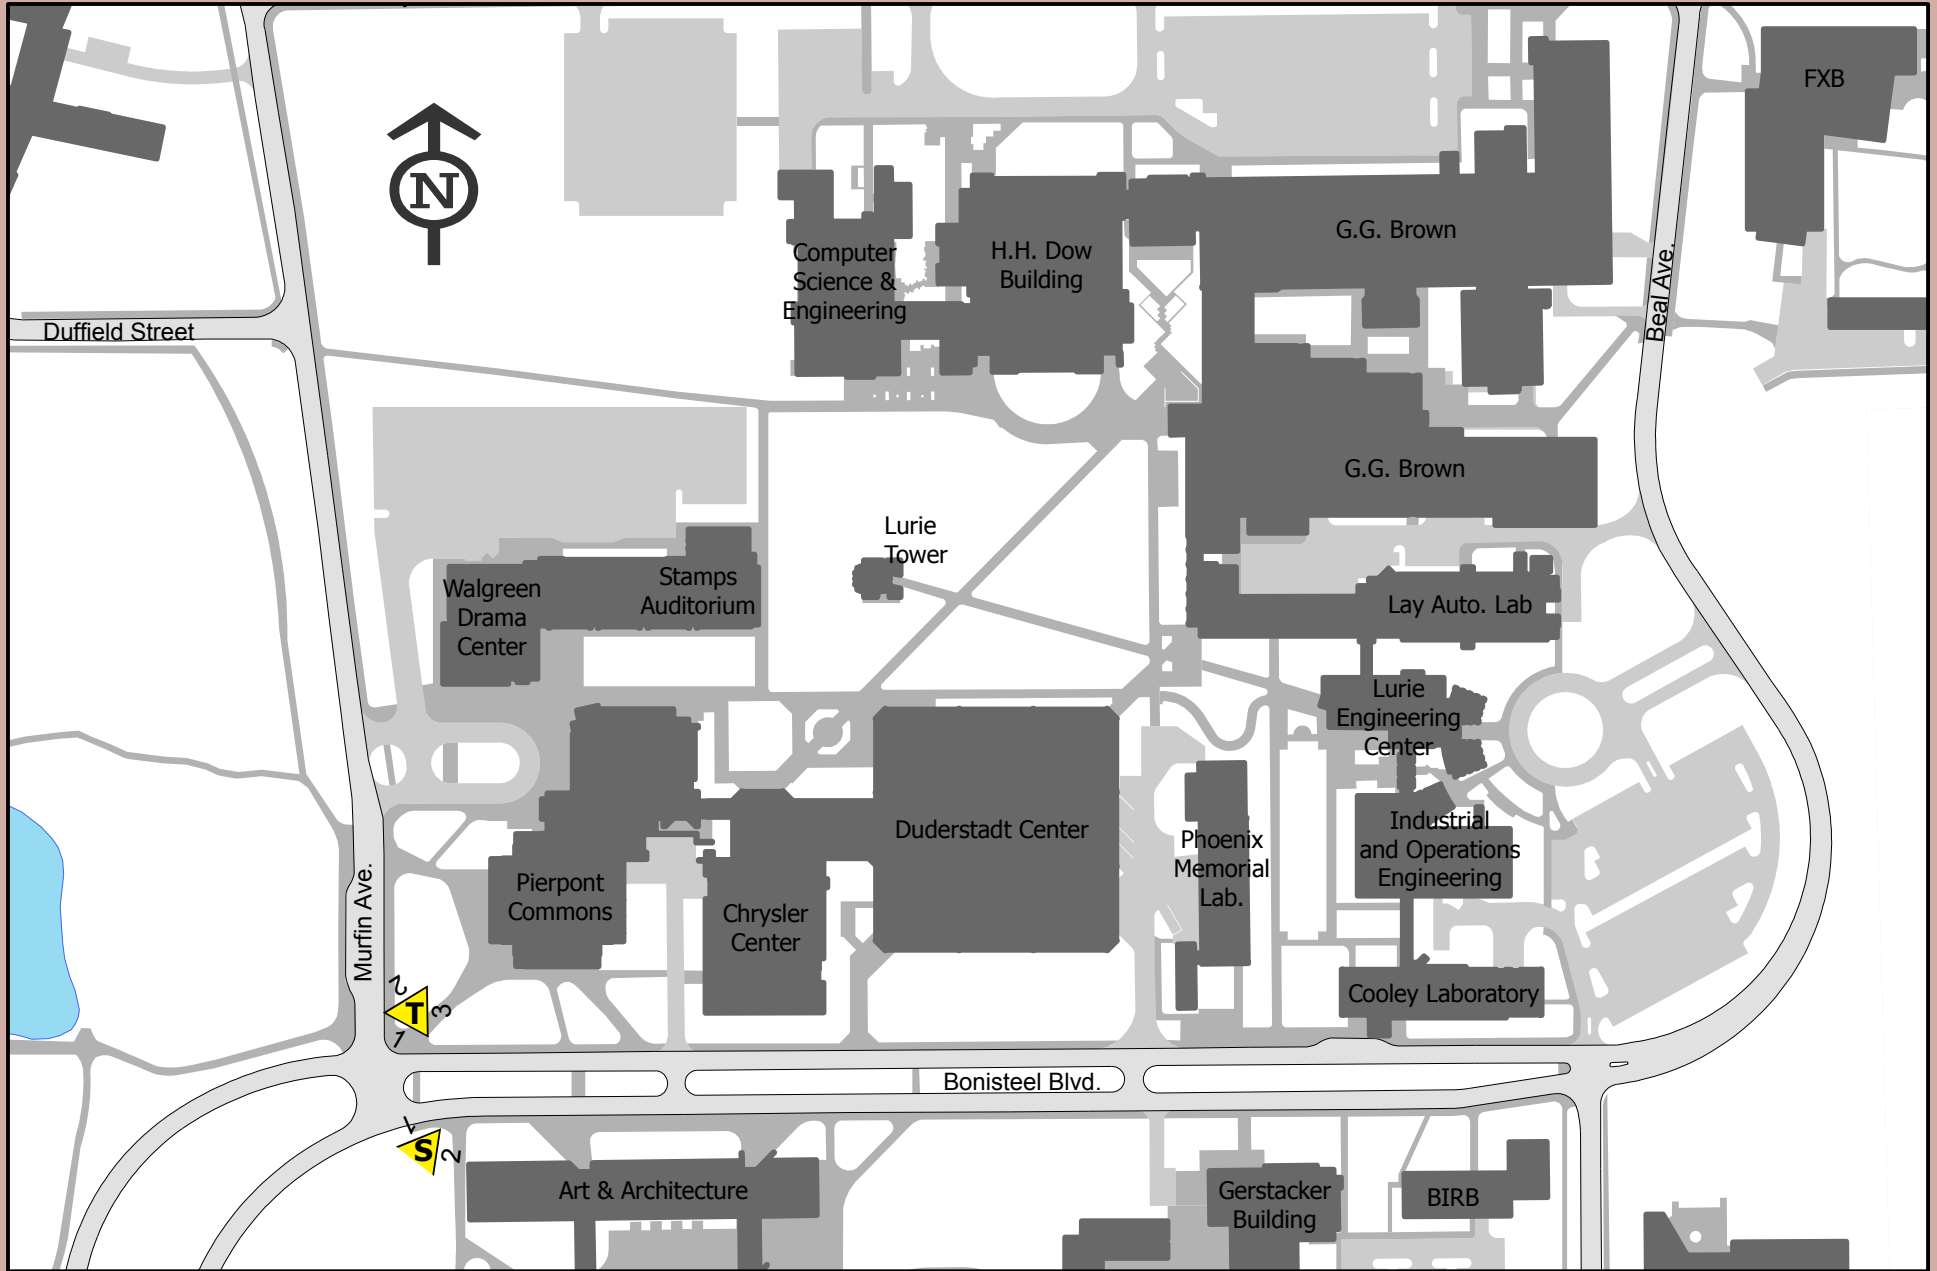 FXB
N
G.G. Brown
Computer
Science &
Engineering
H.H. Dow
Building
Beal Ave.
Duffield Street
G.G. Brown
Lurie
Tower
Walgreen
Drama
Center
Stamps
Auditorium
Lay Auto. Lab
Lurie
Engineering
Center
Duderstadt Center
Industrial
and Operations
Engineering
Phoenix
Memorial
Lab.
Pierpont
Commons
Chrysler
Center
Murfin Ave.
Cooley Laboratory
2
T
3
1
Bonisteel Blvd.
1
S
2
Art & Architecture
Gerstacker
Building
BIRB